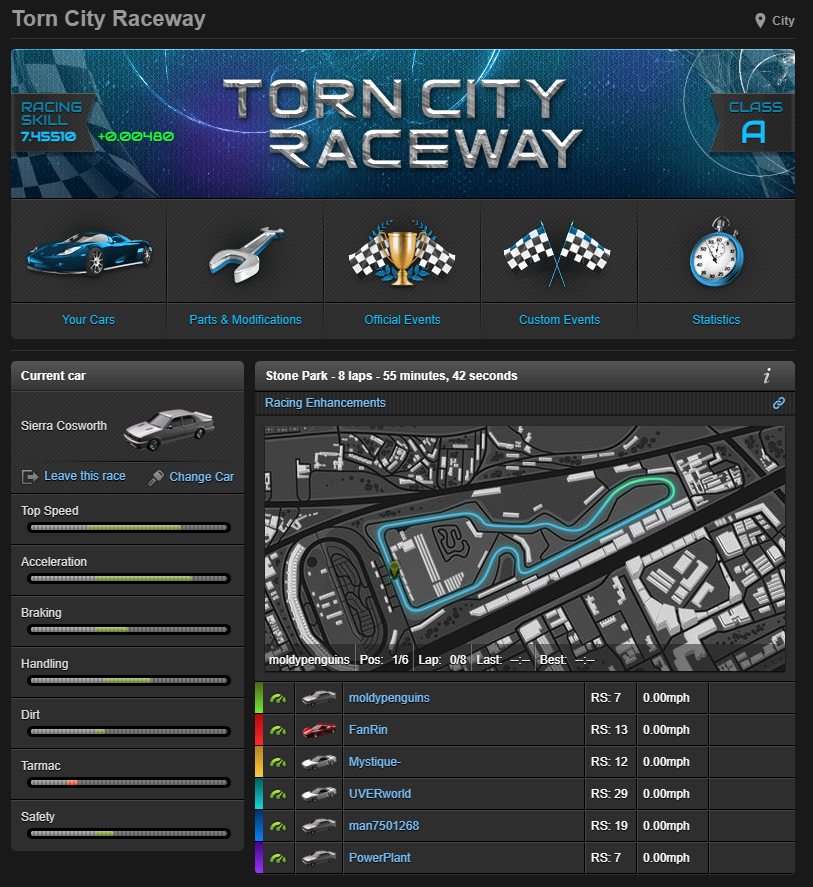 Torn City Raceway
City
RACING
SKILL
7.45510 +0.00480
TORN CITY
RACEWAY
CLASS
A
Your Cars
Parts & Modifications
Official Events
Custom Events
Statistics
Current car
Sierra Cosworth
Leave this race
Change Car
Top Speed
Acceleration
Braking
Handling
Dirt
Tarmac
Safety
Stone Park - 8 laps - 55 minutes, 42 seconds
i
Racing Enhancements
moldypenguins Pos: 1/6 Lap: 0/8 Last: --:-- Best: --:--
moldypenguins RS: 7 0.00mph
FanRin RS: 13 0.00mph
Mystique- RS: 12 0.00mph
UVERworld RS: 29 0.00mph
man7501268 RS: 19 0.00mph
PowerPlant RS: 7 0.00mph